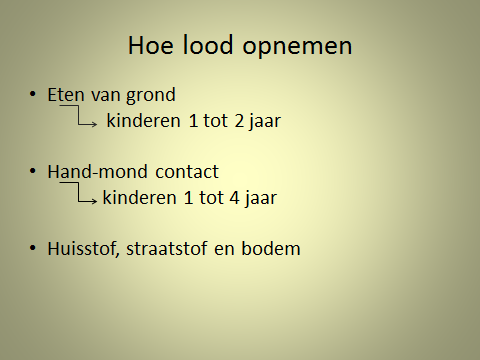 Hoe lood opnemen
• Eten van grond
kinderen 1 tot 2 jaar
• Hand-mond contact
kinderen 1 tot 4 jaar
• Huisstof, straatstof en bodem